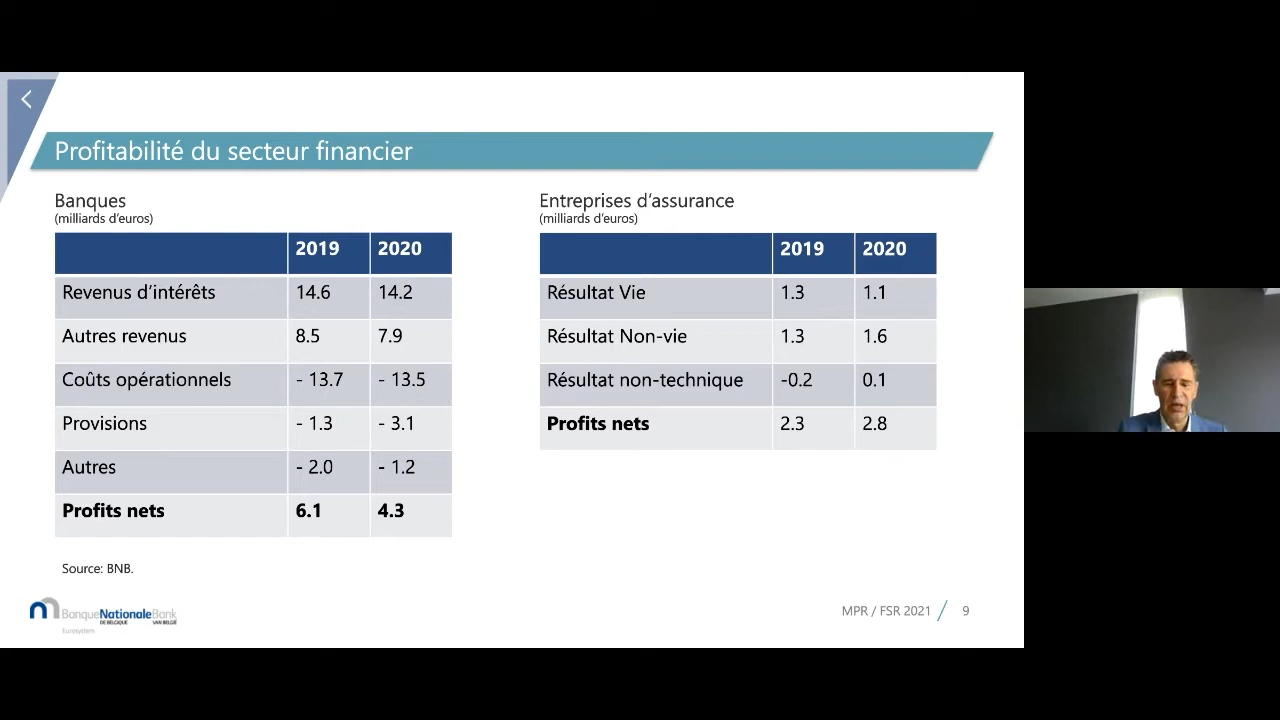 Profitabilité du secteur financier
Banques
(milliards d'euros)
2019 2020
Revenus d'intérêts 14.6 14.2
Autres revenus 8.5 7.9
Coûts opérationnels - 13.7 - 13.5
Provisions - 1.3 - 3.1
Autres - 2.0 - 1.2
Profits nets 6.1 4.3
Source: BNB.
Entreprises d'assurance
(milliards d'euros)
2019 2020
Résultat Vie 1.3 1.1
Résultat Non-vie 1.3 1.6
Résultat non-technique -0.2 0.1
Profits nets 2.3 2.8
BanqueNationaleBank
DE BELGIQUE VAN BELGIË
Eurosystem
MPR / FSR 2021 / 9